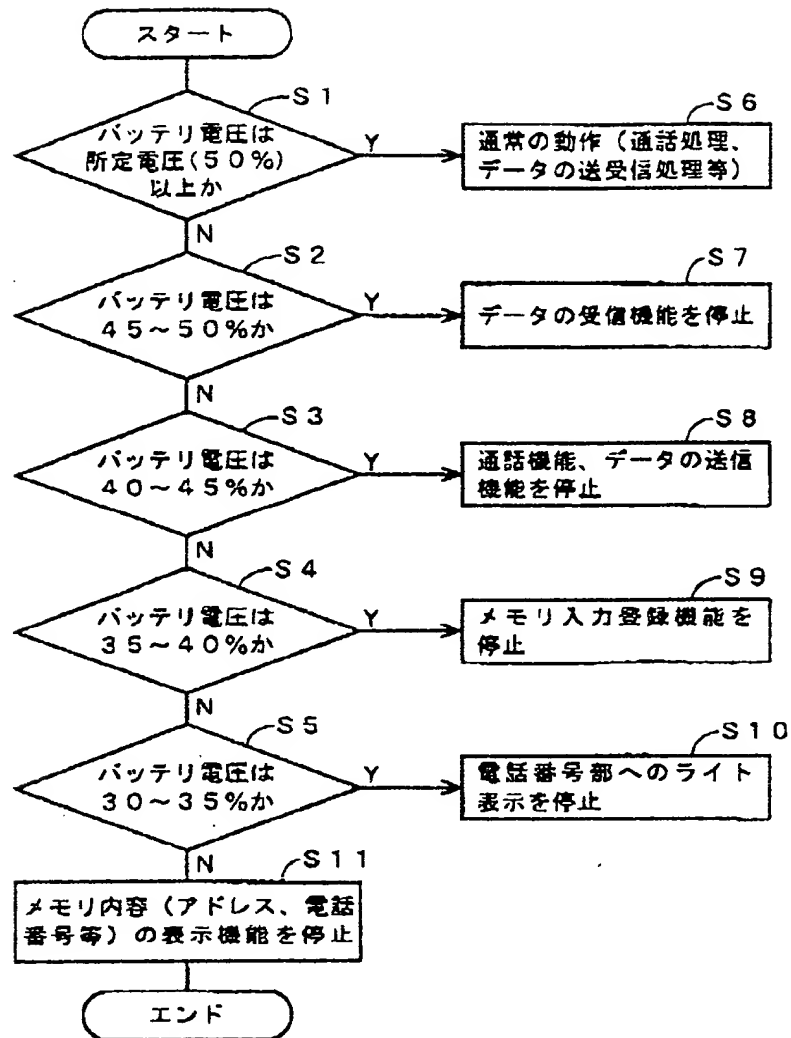 スタート
S1
バッテリ電圧は
所定電圧(50%)
以上か
Y
S6
通常の動作(通話処理、
データの送受信処理等)
N
S2
バッテリ電圧は
45~50%か
Y
S7
データの受信機能を停止
N
S3
バッテリ電圧は
40~45%か
Y
S8
通話機能、データの送信
機能を停止
N
S4
バッテリ電圧は
35~40%か
Y
S9
メモリ入力登録機能を
停止
N
S5
バッテリ電圧は
30~35%か
Y
S10
電話番号部へのライト
表示を停止
N
S11
メモリ内容(アドレス、電話
番号等)の表示機能を停止
エンド